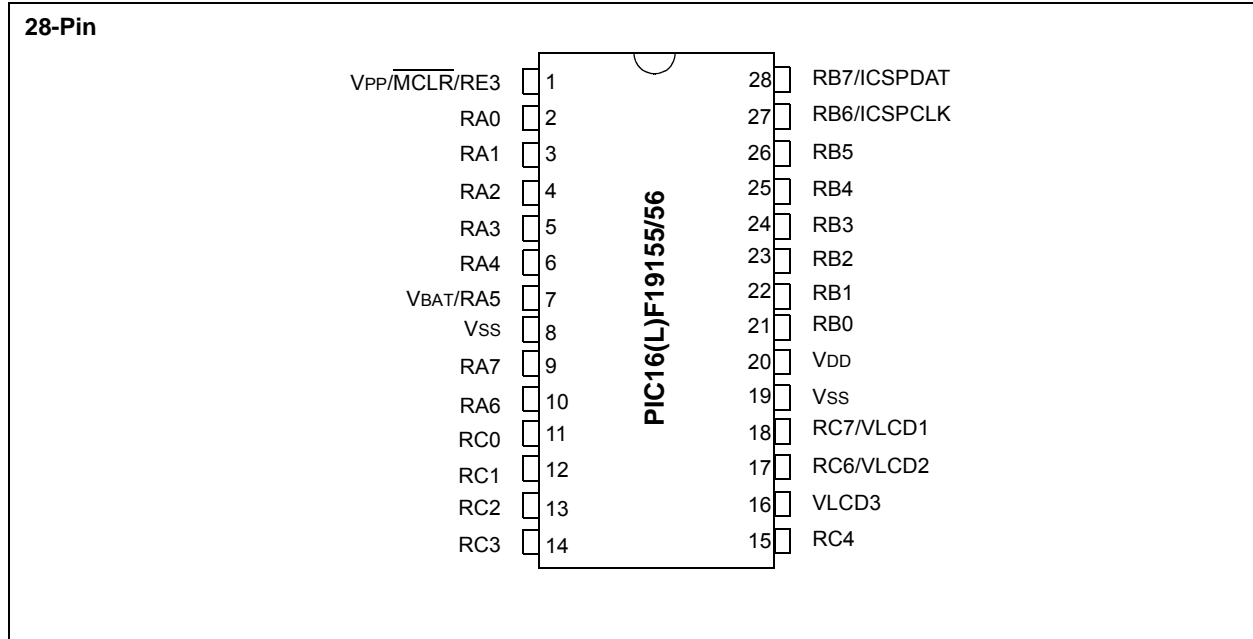 28-Pin
VPP/MCLR/RE3 1 28 RB7/ICSPDAT
RA0 2 27 RB6/ICSPCLK
RA1 3 26 RB5
RA2 4 25 RB4
RA3 5 24 RB3
RA4 6 23 RB2
VBAT/RA5 7 22 RB1
VSS 8 21 RB0
RA7 9 20 VDD
RA6 10 19 VSS
RC0 11 18 RC7/VLCD1
RC1 12 17 RC6/VLCD2
RC2 13 16 VLCD3
RC3 14 15 RC4
PIC16(L)F19155/56